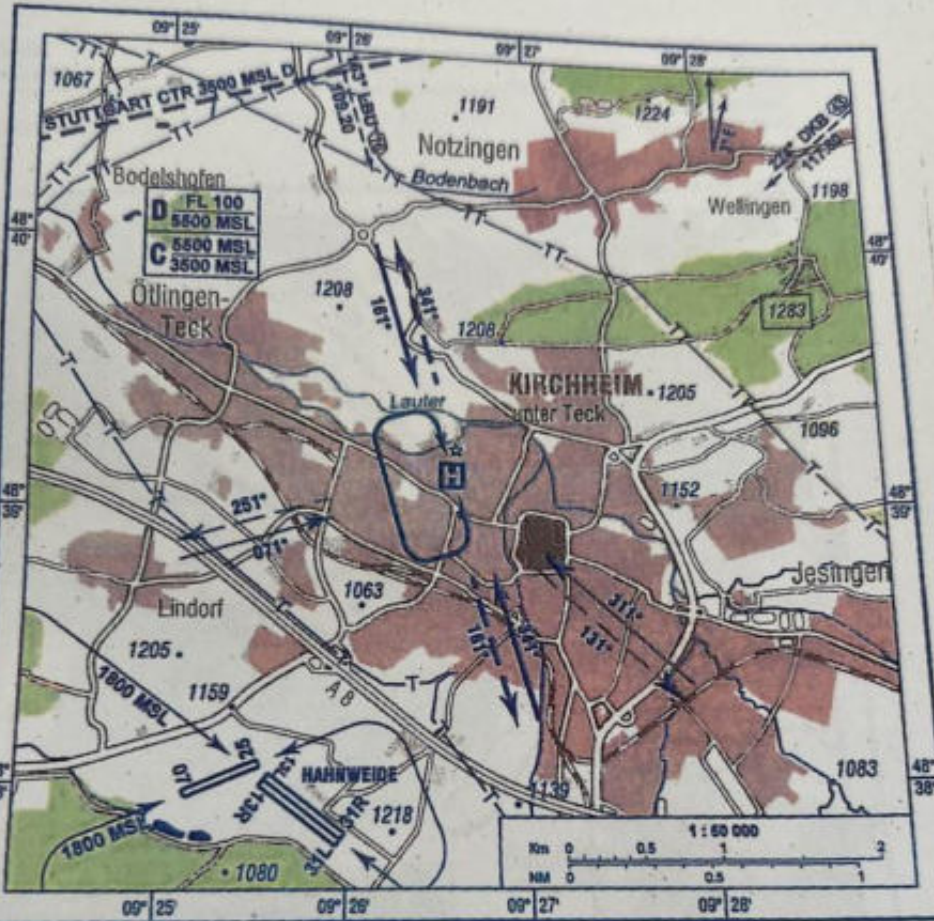 09° 25'
09° 26'
09° 27'
09° 28'
TT
1067
STUTTGART CTR 3500 MSL D
109.20
1191
1224
2° E
DKB
117.80
Notzingen
Bodenbach
Bodelshofen
D FL 100
5500 MSL
C 5500 MSL
3500 MSL
1198
Wellingen
48°
40'
48°
40'
Ötlingen-
Teck
1208
161°
341°
1208
1283
KIRCHHEIM
unter Teck
1205
Lauter
1096
H
1152
48°
39'
48°
39'
251°
071°
Jesingen
1063
Lindorf
311°
131°
161°
341°
1205
1800 MSL
1159
AB
T
07
25
13L
13R
HAHNWEIDE
31R
31L
1218
1139
1083
48°
38'
1800 MSL
1080
1 : 50 000
Km 0 0.5 1 2
NM 0 0.5 1
09° 25'
09° 26'
09° 27'
09° 28'